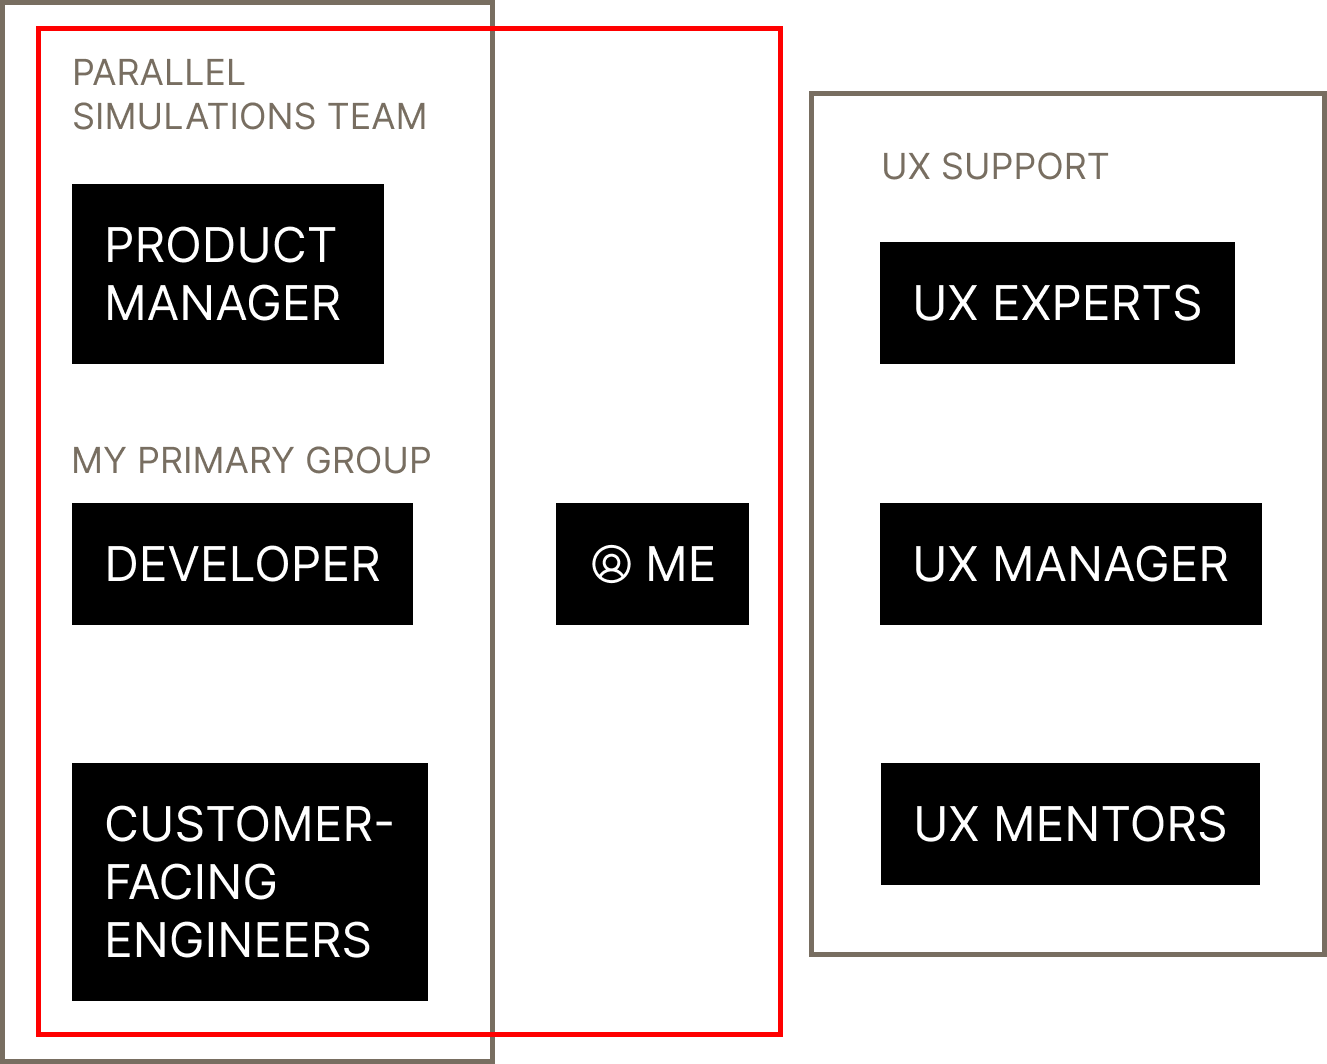 PARALLEL
SIMULATIONS TEAM
PRODUCT
MANAGER
MY PRIMARY GROUP
DEVELOPER
CUSTOMER-
FACING
ENGINEERS
ME
UX SUPPORT
UX EXPERTS
UX MANAGER
UX MENTORS